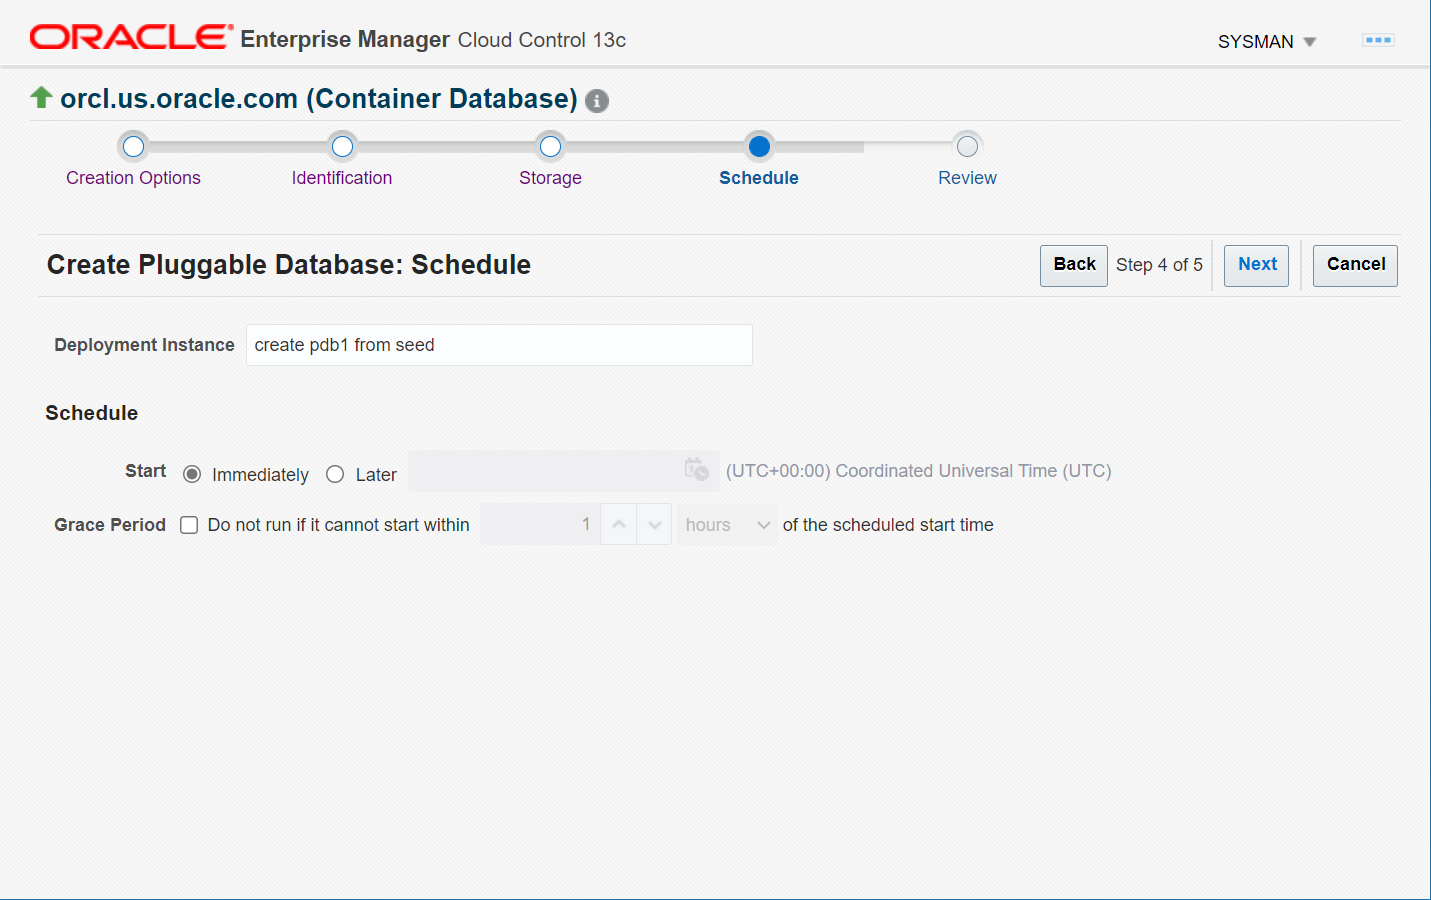 ORACLE Enterprise Manager Cloud Control 13c
SYSMAN
orcl.us.oracle.com (Container Database)
Creation Options
Identification
Storage
Schedule
Review
Create Pluggable Database: Schedule
Back
Step 4 of 5
Next
Cancel
Deployment Instance create pdb1 from seed
Schedule
Start Immediately Later (UTC+00:00) Coordinated Universal Time (UTC)
Grace Period Do not run if it cannot start within 1 hours of the scheduled start time